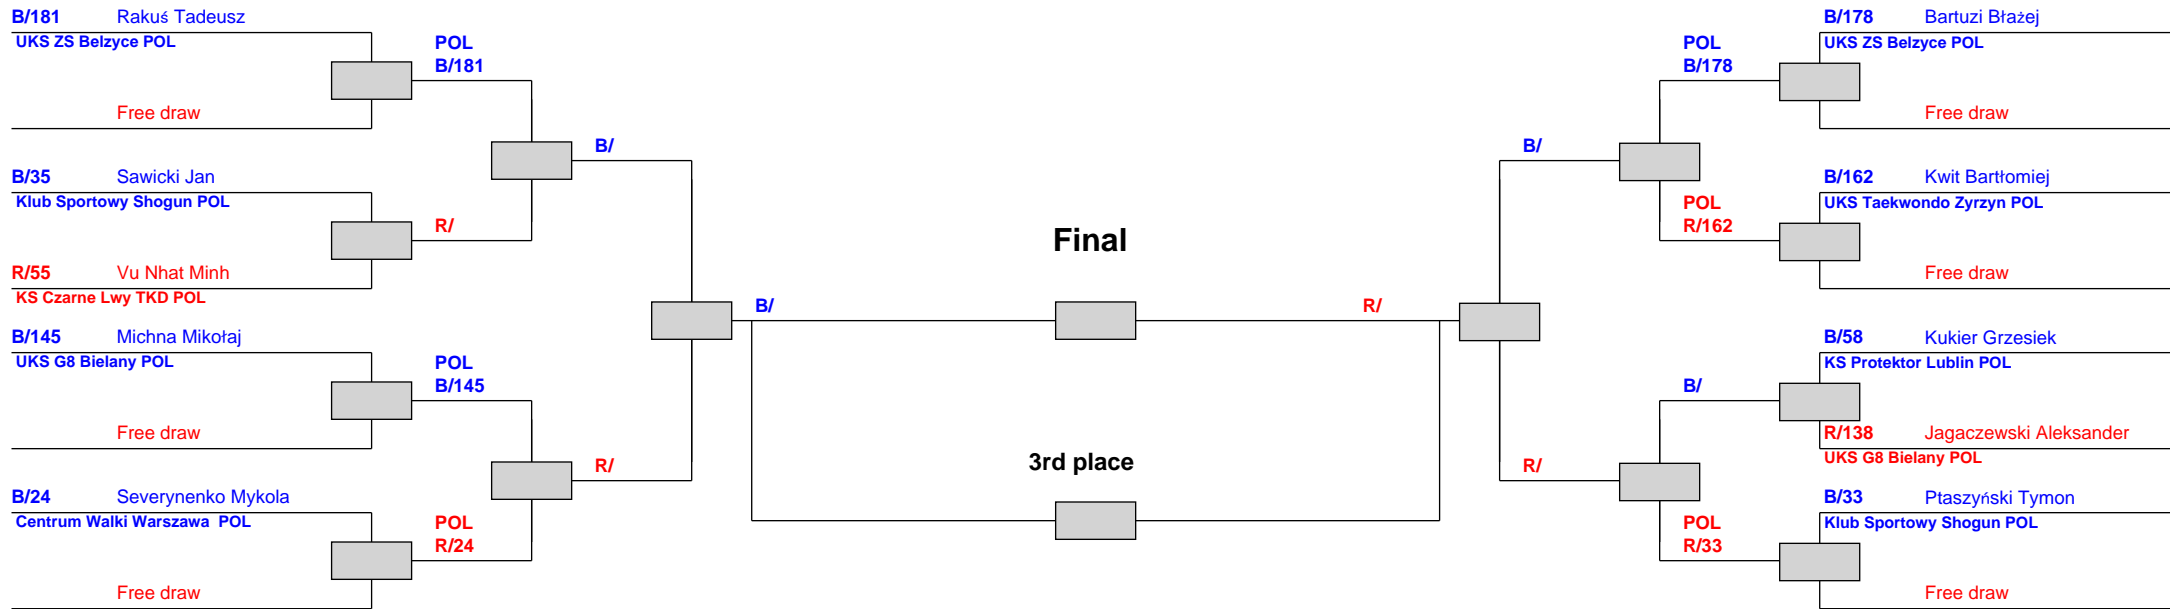 B/181 Rakuś Tadeusz
UKS ZS Belzyce POL
Free draw
B/35 Sawicki Jan
Klub Sportowy Shogun POL
R/55 Vu Nhat Minh
KS Czarne Lwy TKD POL
B/145 Michna Mikołaj
UKS G8 Bielany POL
Free draw
B/24 Severynenko Mykola
Centrum Walki Warszawa  POL
Free draw
POL
B/181
R/
POL
B/145
POL
R/24
B/
R/
B/
Final
3rd place
R/
B/
R/
POL
B/178
POL
R/162
B/
POL
R/33
B/178 Bartuzi Błażej
UKS ZS Belzyce POL
Free draw
B/162 Kwit Bartłomiej
UKS Taekwondo Zyrzyn POL
Free draw
B/58 Kukier Grzesiek
KS Protektor Lublin POL
R/138 Jagaczewski Aleksander
UKS G8 Bielany POL
B/33 Ptaszyński Tymon
Klub Sportowy Shogun POL
Free draw